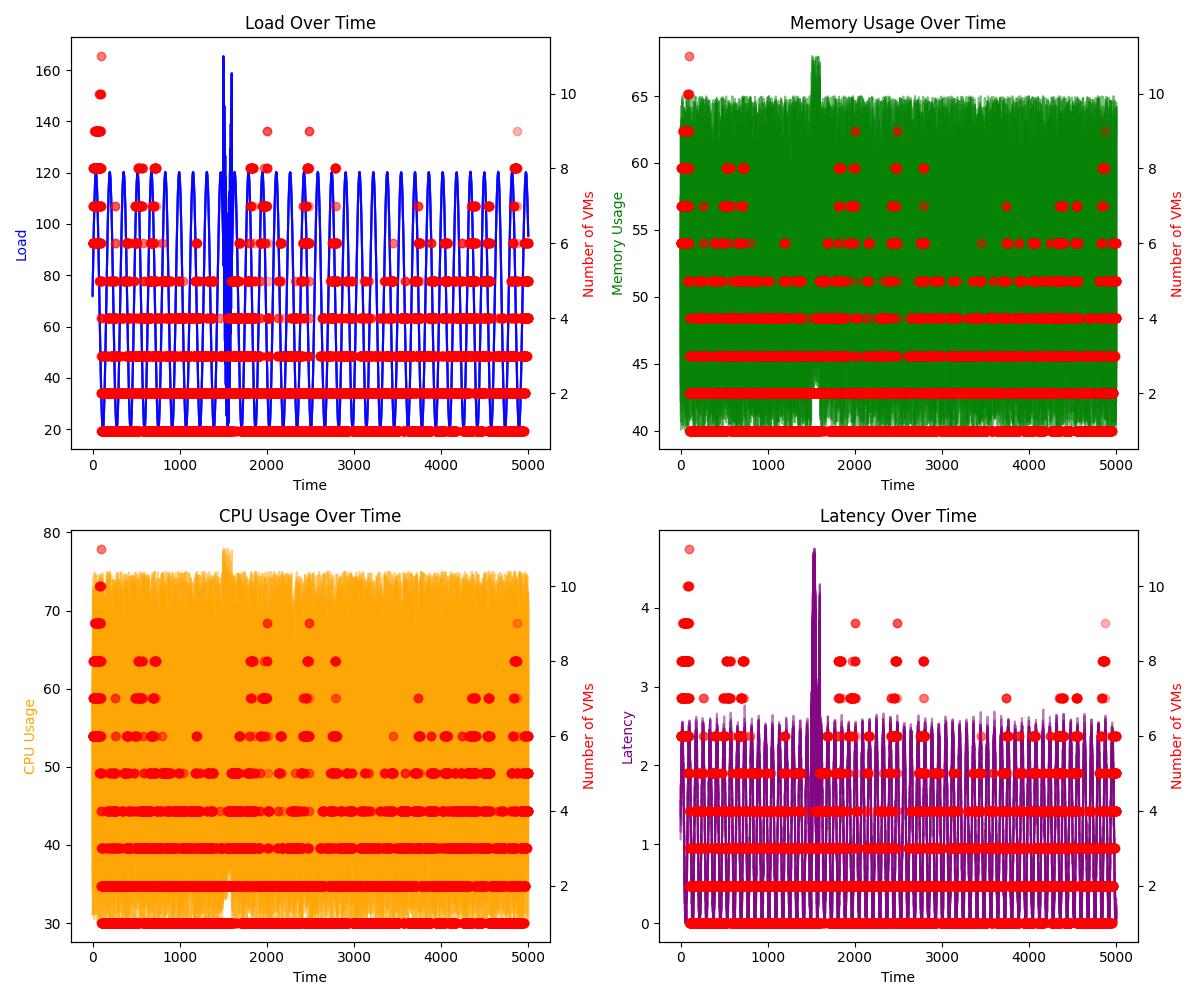 Load Over Time
Load
160
140
120
100
80
60
40
20
0 1000 2000 3000 4000 5000
Time
10
8
6
4
2
Number of VMs
Memory Usage Over Time
Memory Usage
65
60
55
50
45
40
0 1000 2000 3000 4000 5000
Time
10
8
6
4
2
Number of VMs
CPU Usage Over Time
CPU Usage
80
70
60
50
40
30
0 1000 2000 3000 4000 5000
Time
10
8
6
4
2
Number of VMs
Latency Over Time
Latency
4
3
2
1
0
0 1000 2000 3000 4000 5000
Time
10
8
6
4
2
Number of VMs